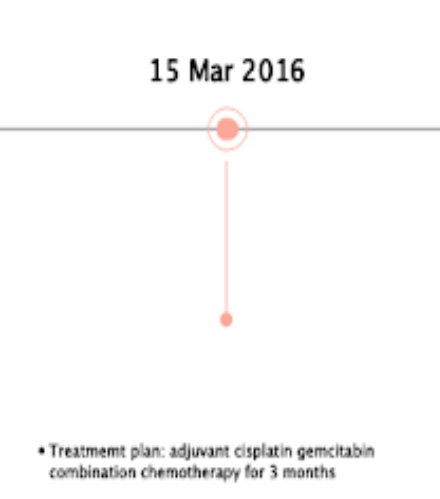 15 Mar 2016
• Treatmemt plan: adjuvant cisplatin gemcitabin
combination chemotherapy for 3 months